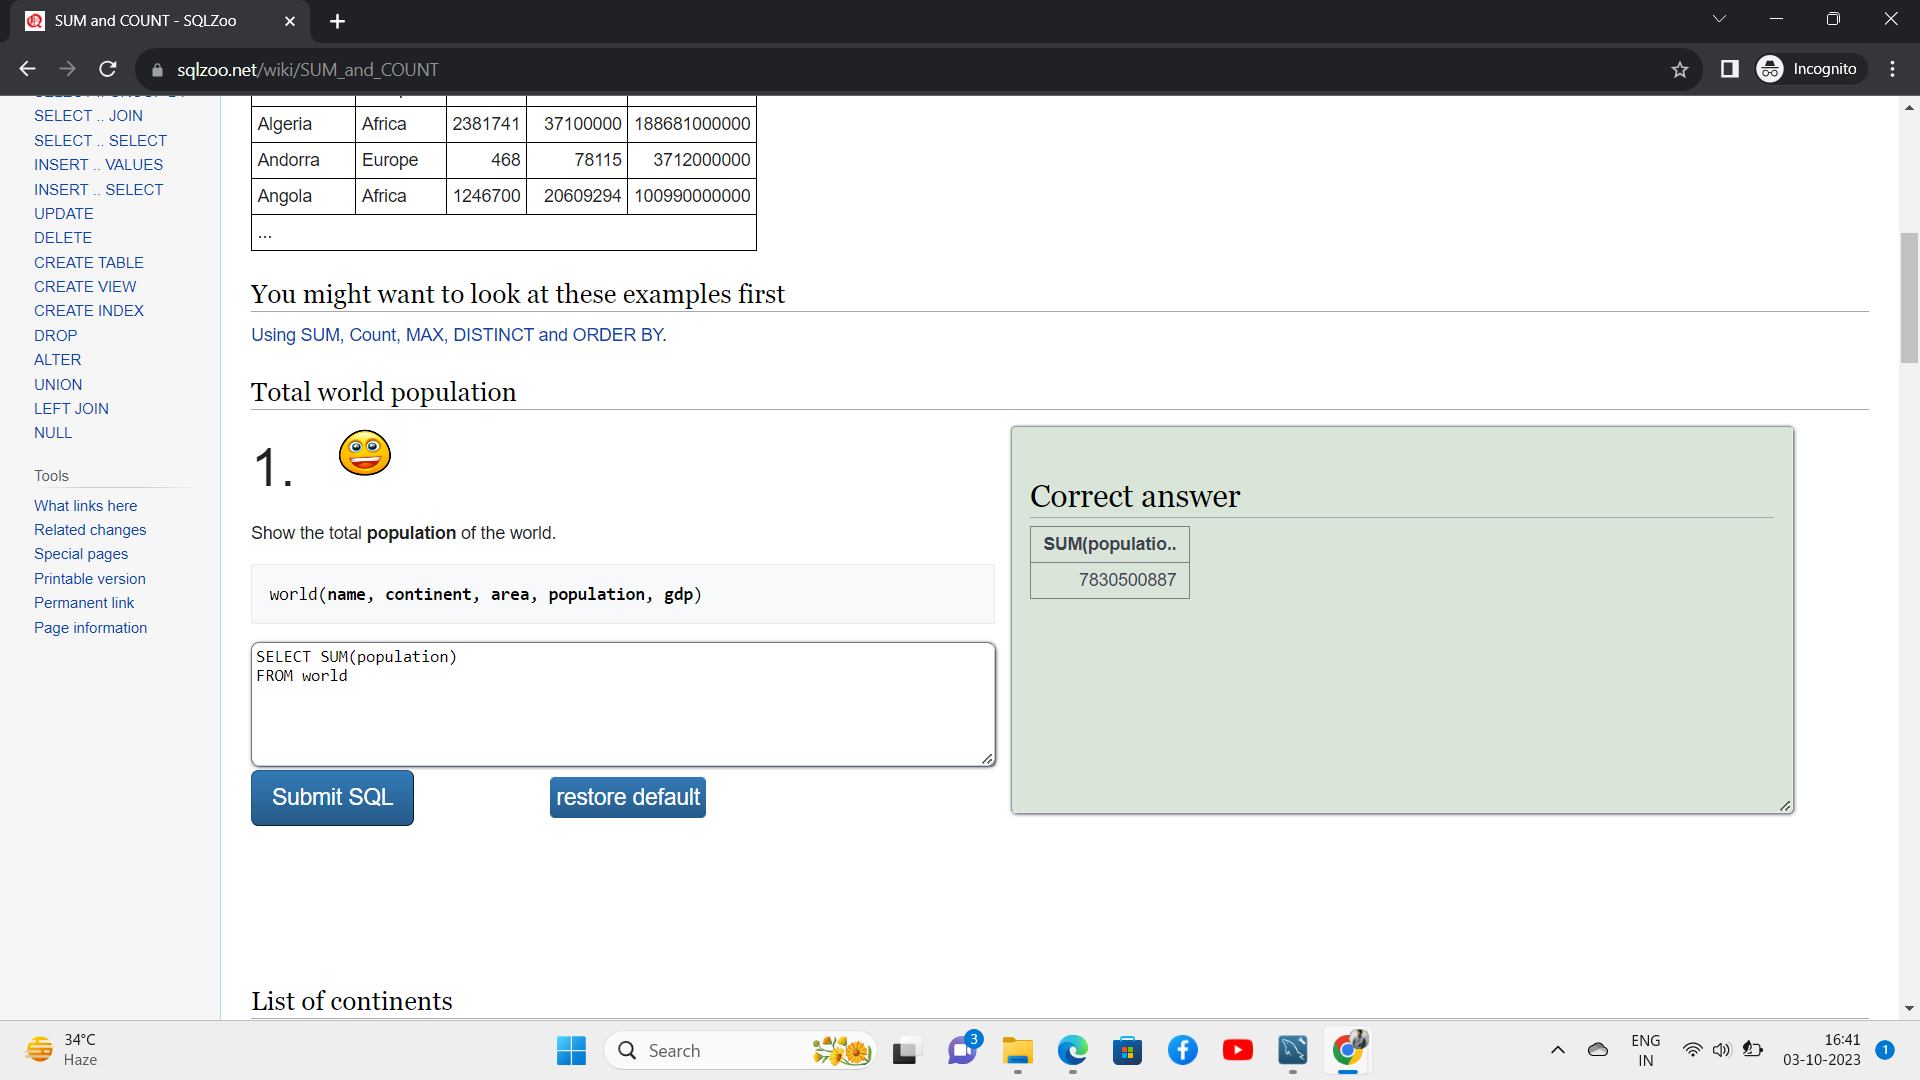 SUM and COUNT - SQLZoo
sqlzoo.net/wiki/SUM_and_COUNT
Incognito
SELECT .. JOIN
SELECT .. SELECT
INSERT .. VALUES
INSERT .. SELECT
UPDATE
DELETE
CREATE TABLE
CREATE VIEW
CREATE INDEX
DROP
ALTER
UNION
LEFT JOIN
NULL
Tools
What links here
Related changes
Special pages
Printable version
Permanent link
Page information
Algeria Africa 2381741 37100000 188681000000
Andorra Europe 468 78115 3712000000
Angola Africa 1246700 20609294 100990000000
...
You might want to look at these examples first
Using SUM, Count, MAX, DISTINCT and ORDER BY.
Total world population
1.
Show the total population of the world.
world(name, continent, area, population, gdp)
SELECT SUM(population)
FROM world
Submit SQL
restore default
Correct answer
SUM(populatio..
7830500887
List of continents
34°C
Haze
Search
3
ENG
IN
16:41
03-10-2023
1